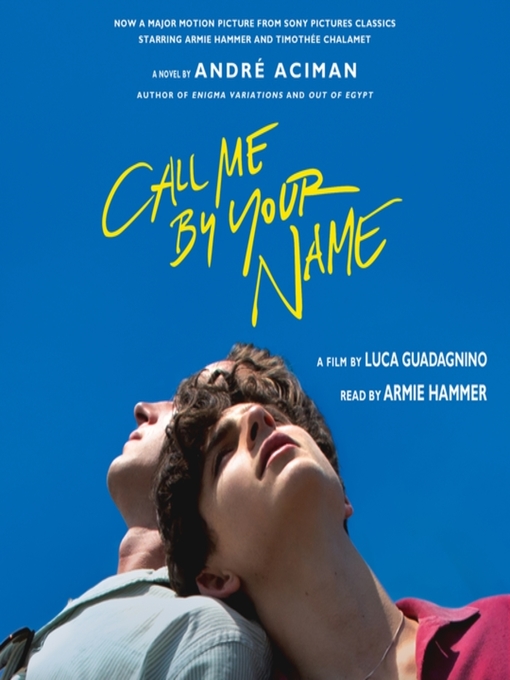 NOW A MAJOR MOTION PICTURE FROM SONY PICTURES CLASSICS
STARRING ARMIE HAMMER AND TIMOTHÉE CHALAMET
A NOVEL BY ANDRÉ ACIMAN
AUTHOR OF ENIGMA VARIATIONS AND OUT OF EGYPT
CALL ME
BY YOUR
NAME
A FILM BY LUCA GUADAGNINO
READ BY ARMIE HAMMER